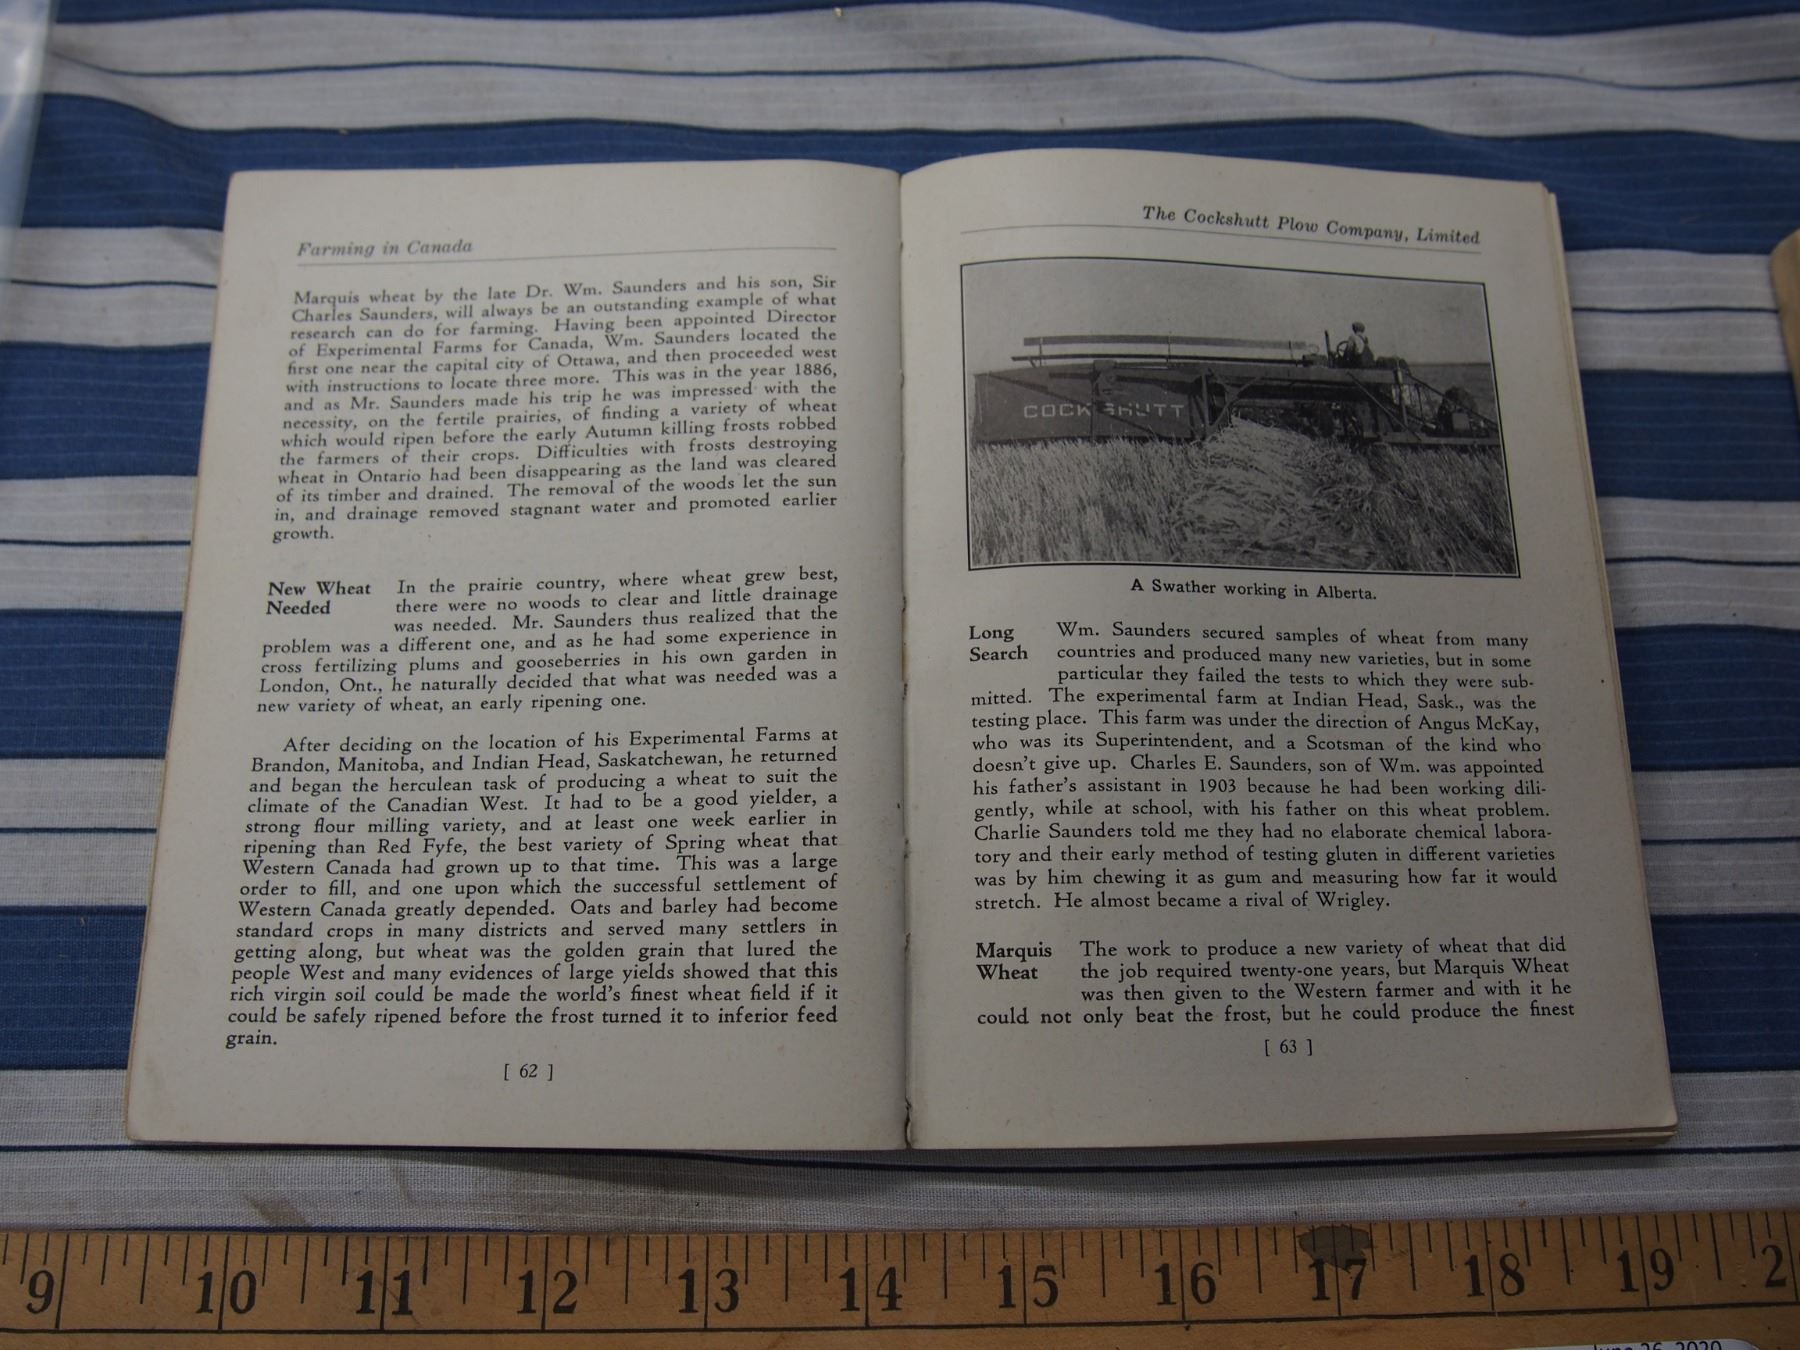 Farming in Canada
Marquis wheat by the late Dr. Wm. Saunders and his son, Sir
Charles Saunders, will always be an outstanding example of what
research can do for farming. Having been appointed Director
of Experimental Farms for Canada, Wm. Saunders located the
first one near the capital city of Ottawa, and then proceeded west
with instructions to locate three more. This was in the year 1886,
and as Mr. Saunders made his trip he was impressed with the
necessity, on the fertile prairies, of finding a variety of wheat
which would ripen before the early Autumn killing frosts robbed
the farmers of their crops. Difficulties with frosts destroying
wheat in Ontario had been disappearing as the land was cleared
of its timber and drained. The removal of the woods let the sun
in, and drainage removed stagnant water and promoted earlier
growth.
New Wheat Needed
In the prairie country, where wheat grew best,
there were no woods to clear and little drainage
was needed. Mr. Saunders thus realized that the
problem was a different one, and as he had some experience in
cross fertilizing plums and gooseberries in his own garden in
London, Ont., he naturally decided that what was needed was a
new variety of wheat, an early ripening one.
After deciding on the location of his Experimental Farms at
Brandon, Manitoba, and Indian Head, Saskatchewan, he returned
and began the herculean task of producing a wheat to suit the
climate of the Canadian West. It had to be a good yielder, a
strong flour milling variety, and at least one week earlier in
ripening than Red Fyfe, the best variety of Spring wheat that
Western Canada had grown up to that time. This was a large
order to fill, and one upon which the successful settlement of
Western Canada greatly depended. Oats and barley had become
standard crops in many districts and served many settlers in
getting along, but wheat was the golden grain that lured the
people West and many evidences of large yields showed that this
rich virgin soil could be made the world's finest wheat field if it
could be safely ripened before the frost turned it to inferior feed
grain.
[ 62 ]
The Cockshutt Plow Company, Limited
COCKSHUTT
A Swather working in Alberta.
Long Search
Wm. Saunders secured samples of wheat from many
countries and produced many new varieties, but in some
particular they failed the tests to which they were sub-
mitted. The experimental farm at Indian Head, Sask., was the
testing place. This farm was under the direction of Angus McKay,
who was its Superintendent, and a Scotsman of the kind who
doesn't give up. Charles E. Saunders, son of Wm. was appointed
his father's assistant in 1903 because he had been working dili-
gently, while at school, with his father on this wheat problem.
Charlie Saunders told me they had no elaborate chemical labora-
tory and their early method of testing gluten in different varieties
was by him chewing it as gum and measuring how far it would
stretch. He almost became a rival of Wrigley.
Marquis Wheat
The work to produce a new variety of wheat that did
the job required twenty-one years, but Marquis Wheat
was then given to the Western farmer and with it he
could not only beat the frost, but he could produce the finest
[ 63 ]
9 10 11 12 13 14 15 16 17 18 19 2
June 26, 2020